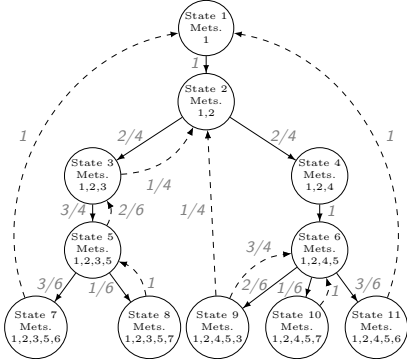 State 1
Mets.
1
1
State 2
Mets.
1,2
2/4
2/4
State 3
Mets.
1,2,3
State 4
Mets.
1,2,4
1
1/4
1
3/4
2/6
1/4
1
State 5
Mets.
1,2,3,5
State 6
Mets.
1,2,4,5
3/4
3/6
1/6
1
2/6
1/6
1
3/6
State 7
Mets.
1,2,3,5,6
State 8
Mets.
1,2,3,5,7
State 9
Mets.
1,2,4,5,3
State 10
Mets.
1,2,4,5,7
State 11
Mets.
1,2,4,5,6